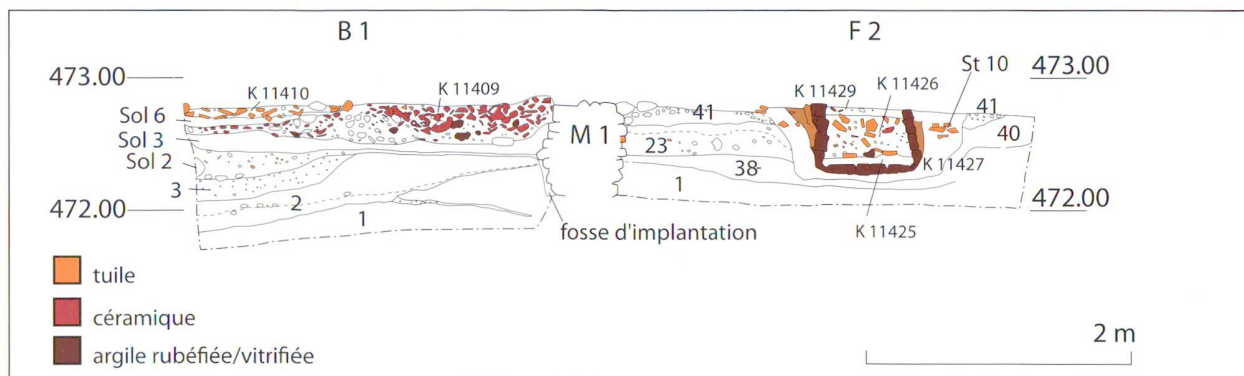 B 1
F 2
473.00
473.00
K 11410
K 11409
K 11429
K 11426
St 10
Sol 6
Sol 3
Sol 2
41
41
M 1
23
40
38
K 11427
3
2
1
1
472.00
472.00
fosse d'implantation
K 11425
tuile
céramique
argile rubéfiée/vitrifiée
2 m